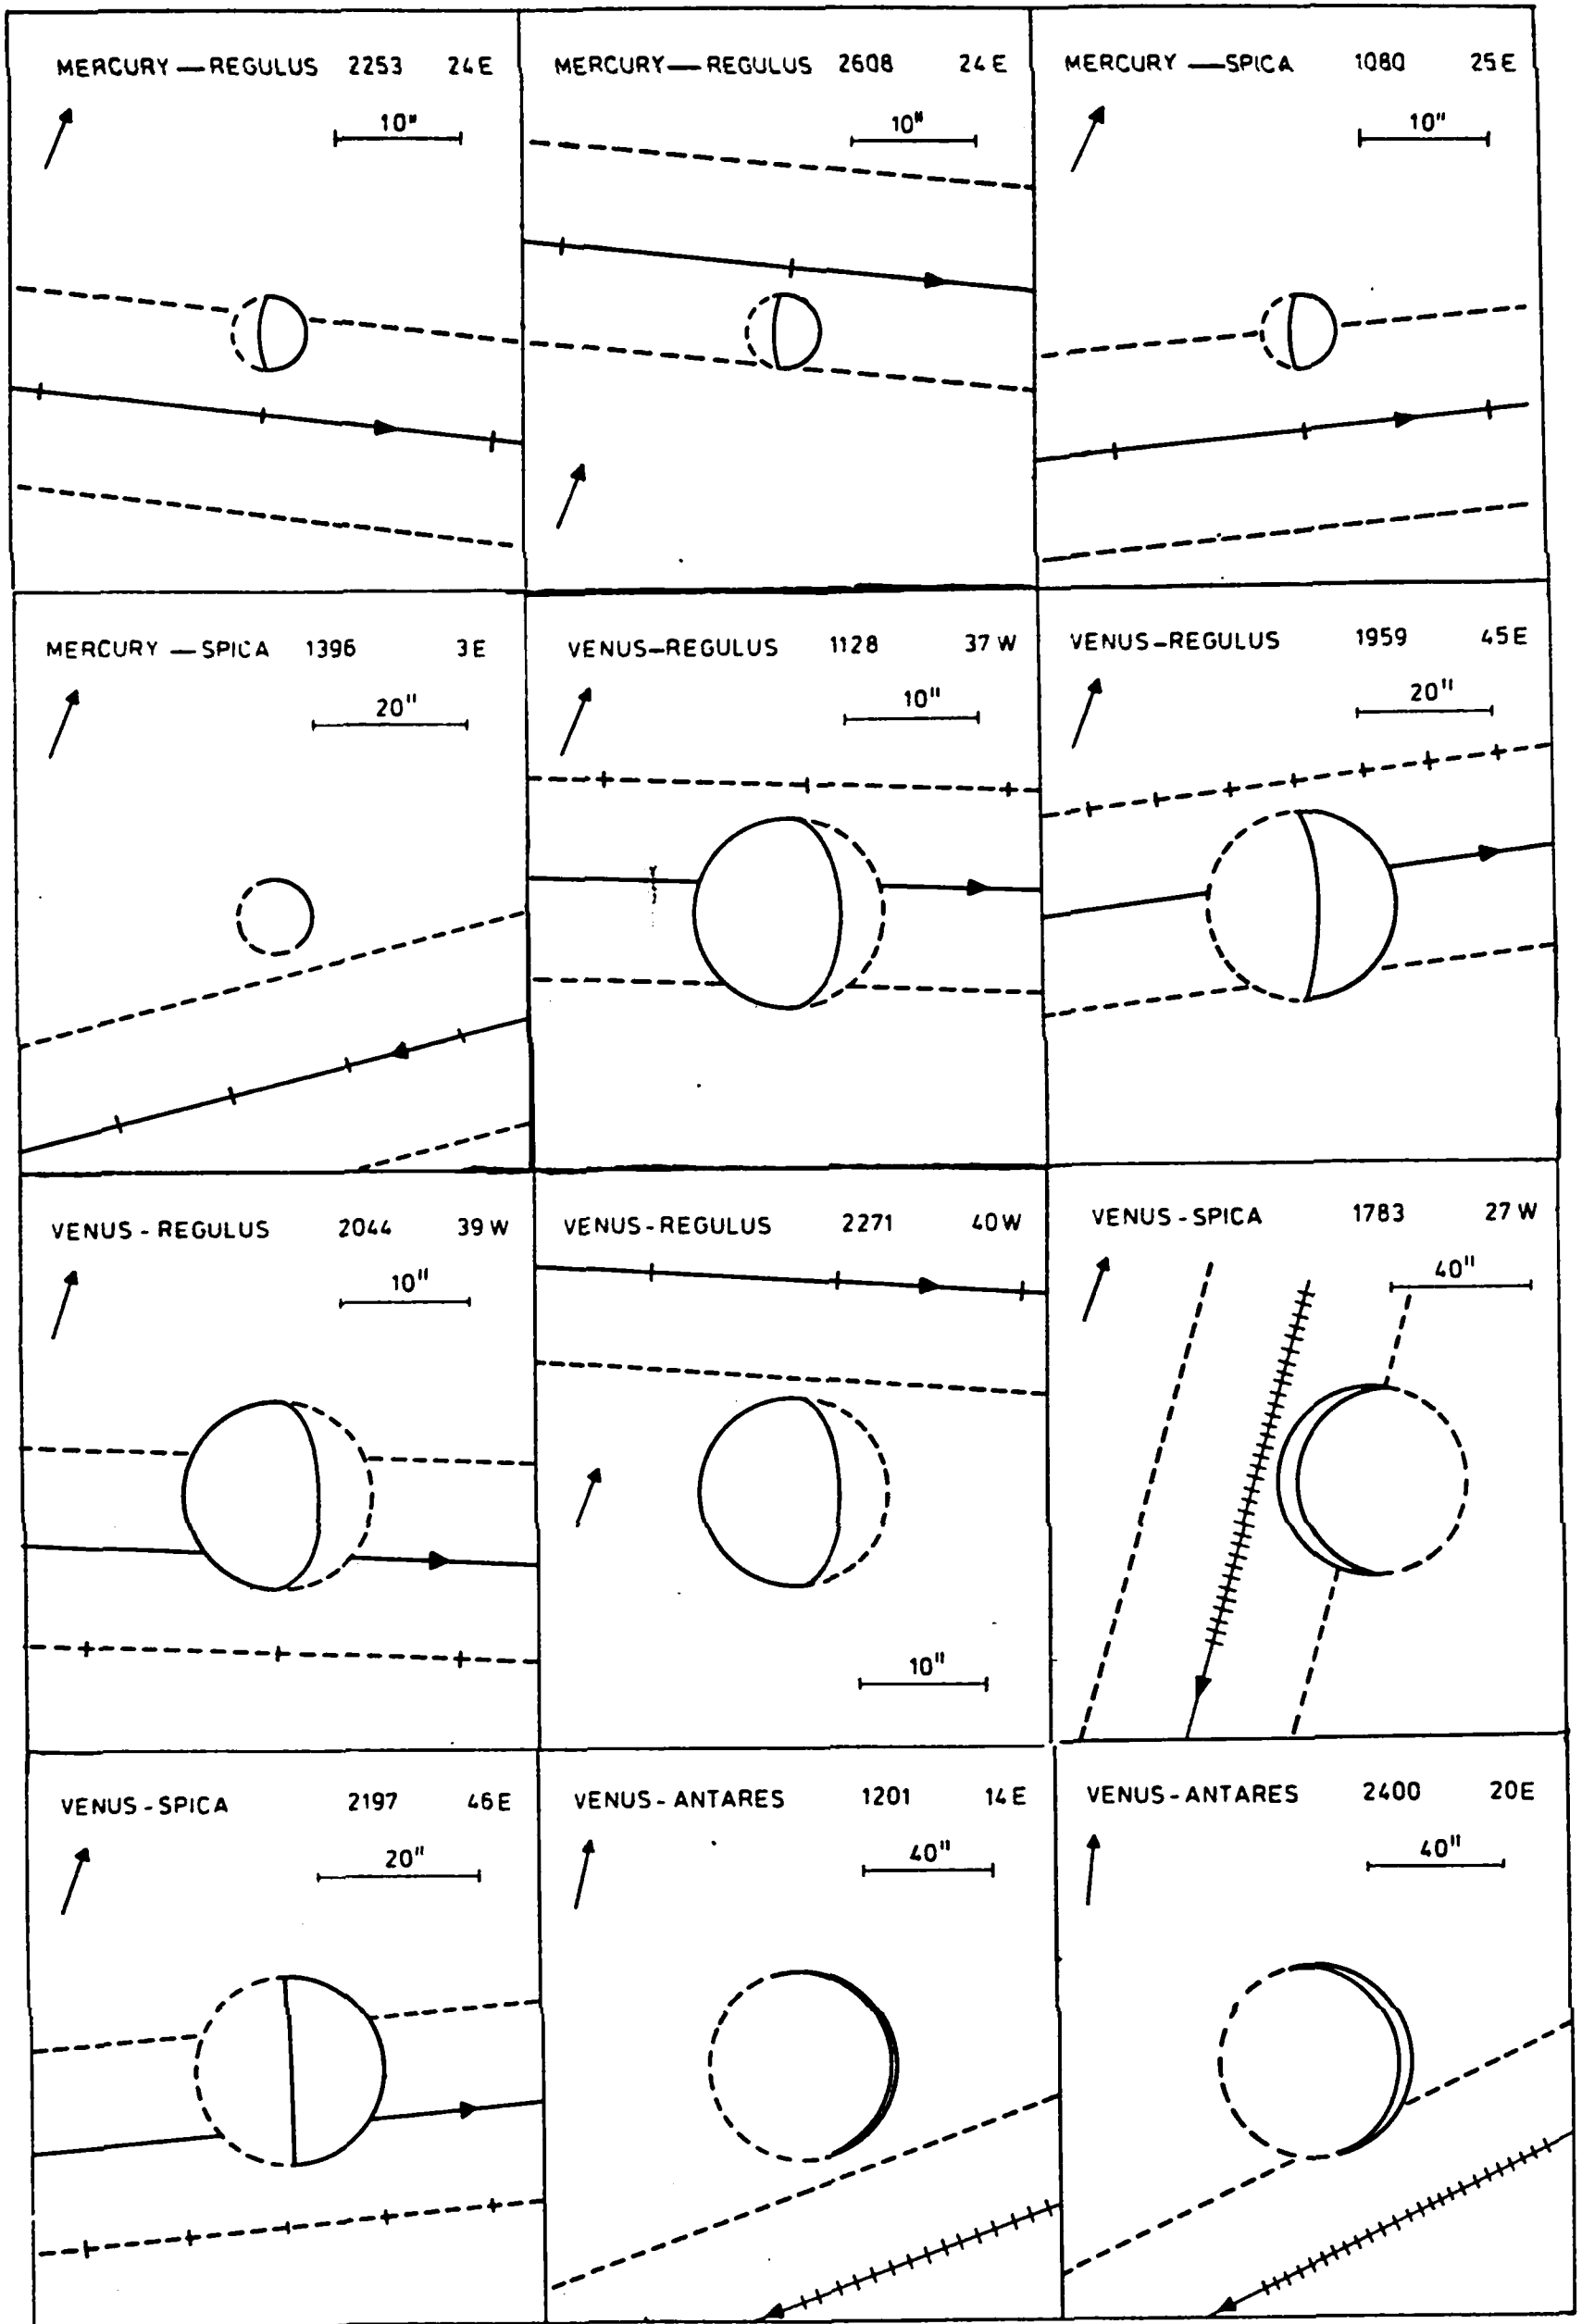 MERCURY — REGULUS 2253 24E
10"
MERCURY — REGULUS 2608 24E
10"
MERCURY — SPICA 1080 25E
10"
MERCURY — SPICA 1396 3E
20"
VENUS–REGULUS 1128 37W
10"
VENUS–REGULUS 1959 45E
20"
VENUS - REGULUS 2044 39W
10"
VENUS - REGULUS 2271 40W
10"
VENUS - SPICA 1783 27W
40"
VENUS - SPICA 2197 46E
20"
VENUS - ANTARES 1201 14E
40"
VENUS - ANTARES 2400 20E
40"